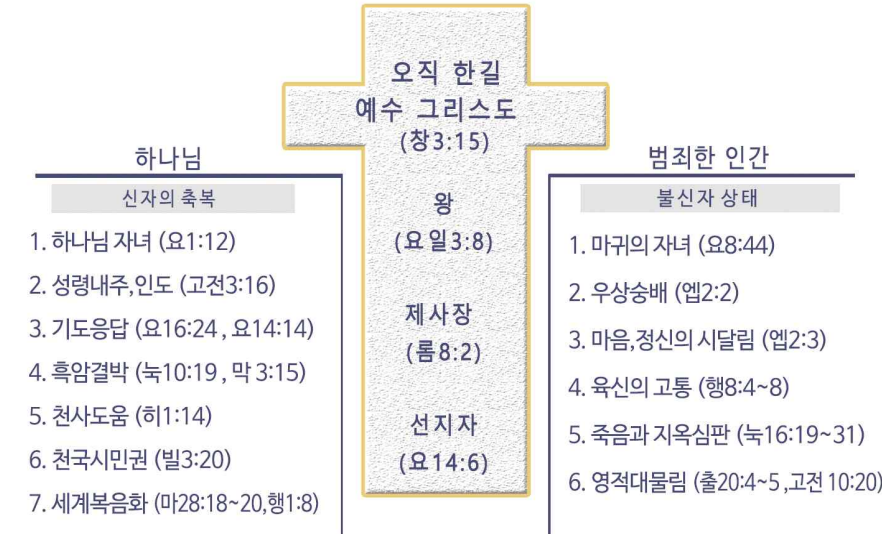 오직 한길
예수 그리스도
(창3:15)
왕
(요일3:8)
제사장
(롬8:2)
선지자
(요14:6)
하나님
신자의 축복
1. 하나님 자녀 (요1:12)
2. 성령내주,인도 (고전3:16)
3. 기도응답 (요16:24 , 요14:14)
4. 흑암결박 (눅10:19 , 막 3:15)
5. 천사도움 (히1:14)
6. 천국시민권 (빌3:20)
7. 세계복음화 (마28:18~20,행1:8)
범죄한 인간
불신자 상태
1. 마귀의 자녀 (요8:44)
2. 우상숭배 (엡2:2)
3. 마음,정신의 시달림 (엡2:3)
4. 육신의 고통 (행8:4~8)
5. 죽음과 지옥심판 (눅16:19~31)
6. 영적대물림 (출20:4~5 ,고전 10:20)